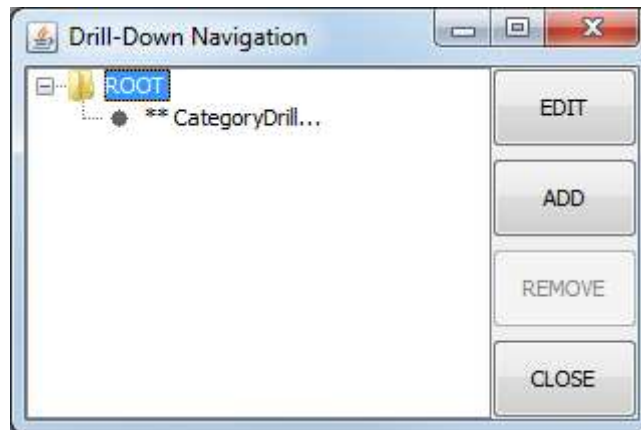 Drill-Down Navigation
ROOT
** CategoryDrill...
EDIT
ADD
REMOVE
CLOSE